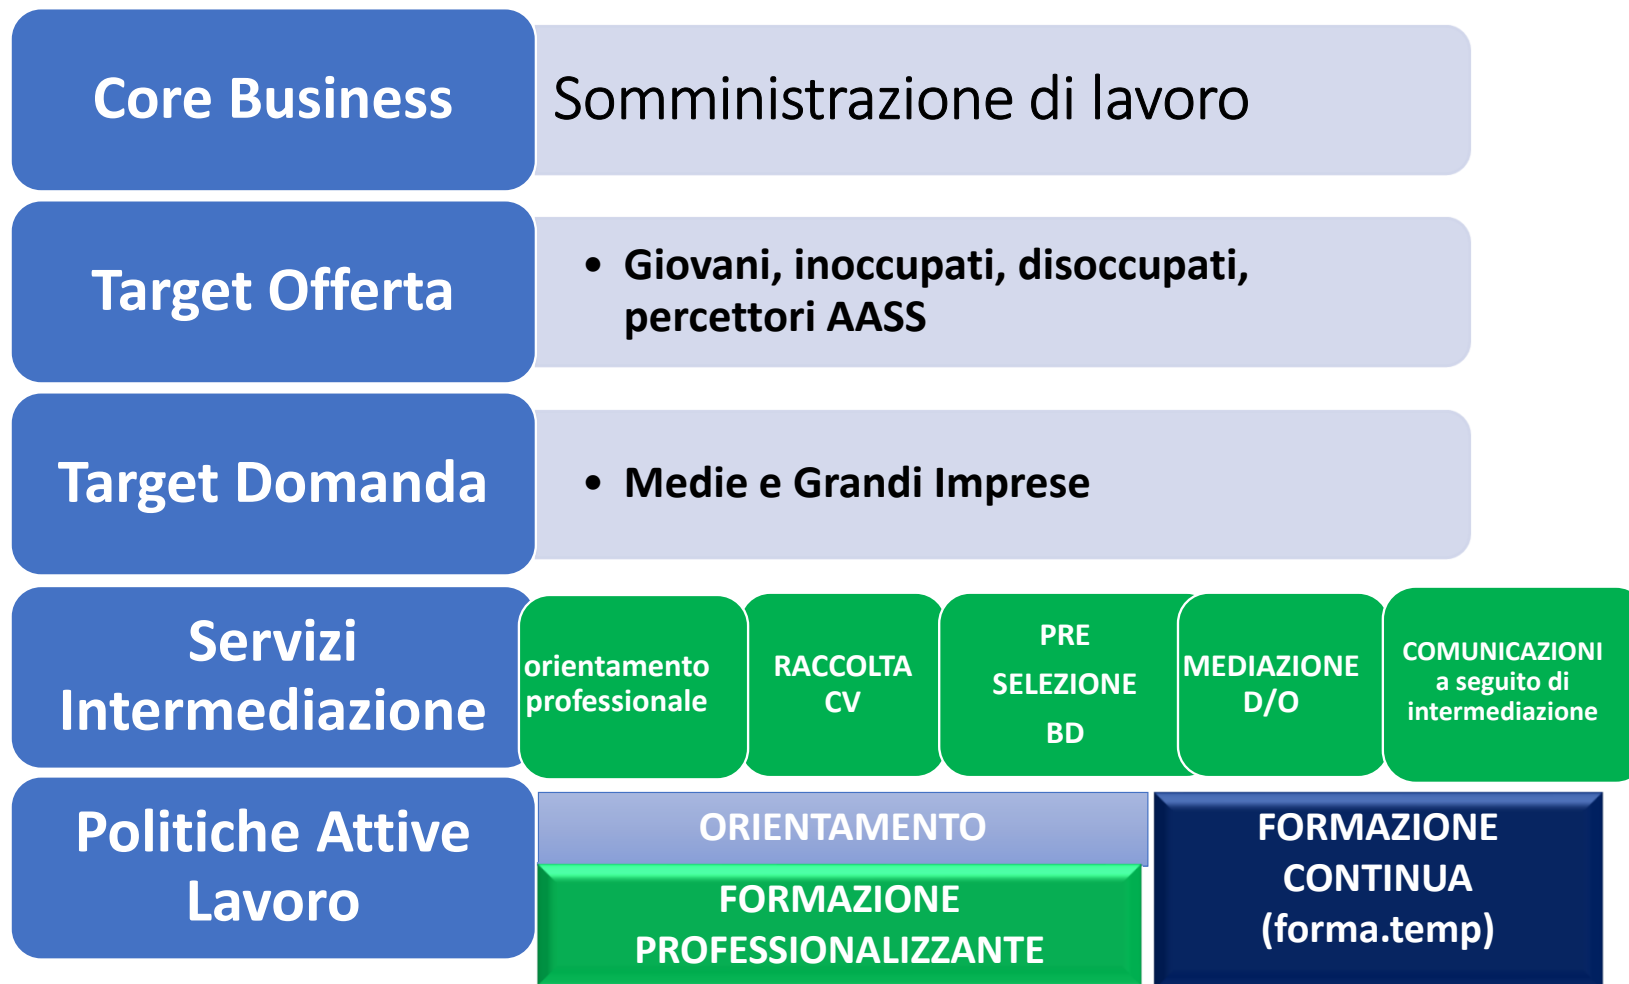 Core Business
Somministrazione di lavoro
Target Offerta
• Giovani, inoccupati, disoccupati,
percettori AASS
Target Domanda
• Medie e Grandi Imprese
Servizi
Intermediazione
orientamento
professionale
RACCOLTA
CV
PRE
SELEZIONE
BD
MEDIAZIONE
D/O
COMUNICAZIONI
a seguito di
intermediazione
Politiche Attive
Lavoro
ORIENTAMENTO
FORMAZIONE
PROFESSIONALIZZANTE
FORMAZIONE
CONTINUA
(forma.temp)